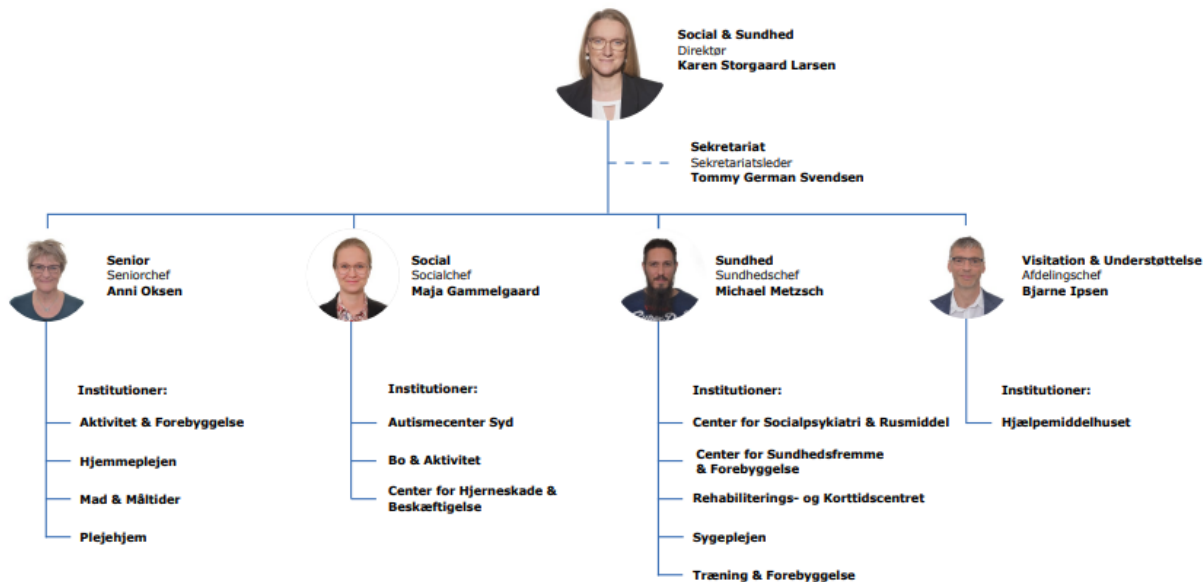 Social & Sundhed
Direktør
Karen Storgaard Larsen
Sekretariat
Sekretariatsleder
Tommy German Svendsen
Senior
Seniorchef
Anni Oksen
Social
Socialchef
Maja Gammelgaard
Sundhed
Sundhedschef
Michael Metzsch
Visitation & Understøttelse
Afdelingschef
Bjarne Ipsen
Institutioner:
Aktivitet & Forebyggelse
Hjemmeplejen
Mad & Måltider
Plejehjem
Institutioner:
Autismecenter Syd
Bo & Aktivitet
Center for Hjerneskade &
Beskæftigelse
Institutioner:
Center for Socialpsykiatri & Rusmiddel
Center for Sundhedsfremme
& Forebyggelse
Rehabiliterings- og Korttidscentret
Sygeplejen
Træning & Forebyggelse
Institutioner:
Hjælpemiddelhuset